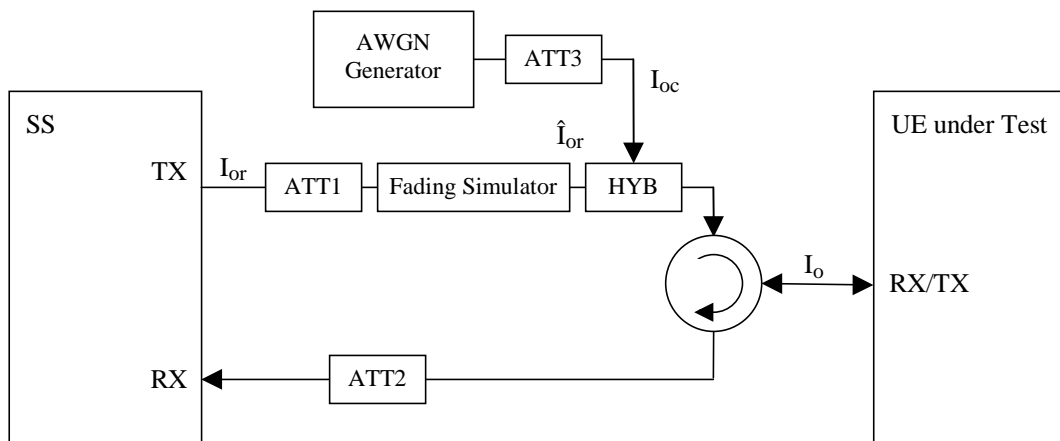 AWGN
Generator
ATT3
I_oc
SS
UE under Test
Î_or
TX
I_or
ATT1
Fading Simulator
HYB
I_o
RX/TX
RX
ATT2